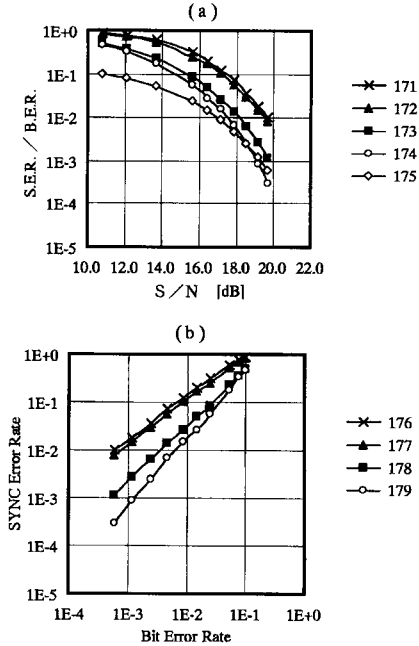 ( a )
S.E.R. / B.E.R.
1E+0
1E-1
1E-2
1E-3
1E-4
1E-5
10.0 12.0 14.0 16.0 18.0 20.0 22.0
S/N [dB]
171
172
173
174
175
( b )
SYNC Error Rate
1E+0
1E-1
1E-2
1E-3
1E-4
1E-5
1E-4 1E-3 1E-2 1E-1 1E+0
Bit Error Rate
176
177
178
179